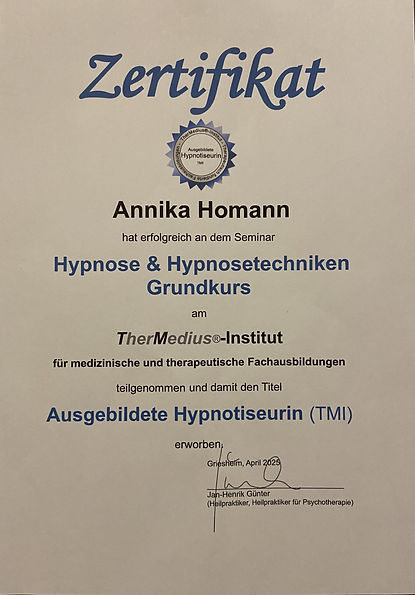 Zertifikat
TherMedius®-Institut
Ausgebildete
Hypnotiseurin
TMI
Annika Homann
hat erfolgreich an dem Seminar
Hypnose & Hypnosetechniken
Grundkurs
am
TherMedius®-Institut
für medizinische und therapeutische Fachausbildungen
teilgenommen und damit den Titel
Ausgebildete Hypnotiseurin (TMI)
erworben.
Griesheim, April 2025
Jan-Henrik Günter
(Heilpraktiker, Heilpraktiker für Psychotherapie)